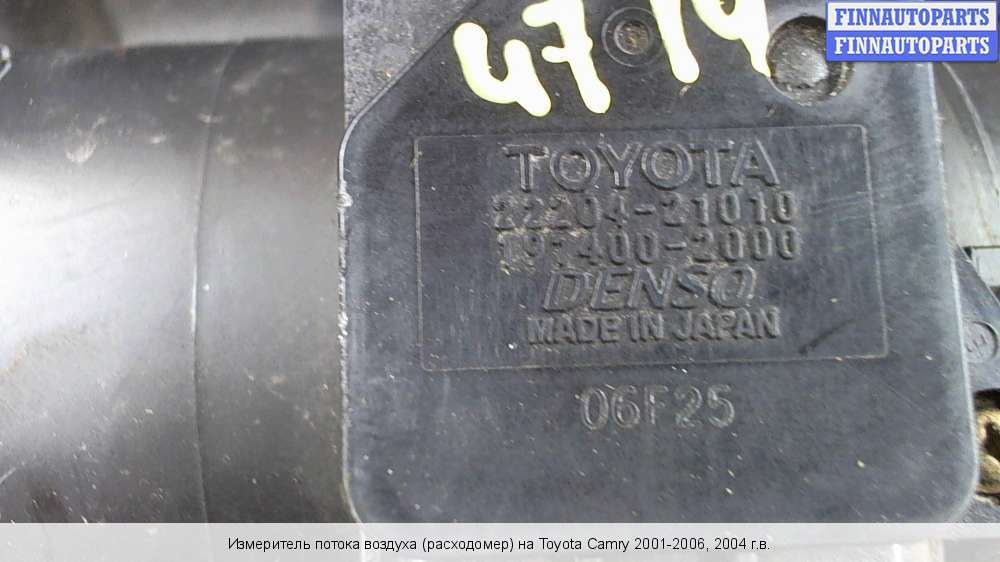 FINNAUTOPARTS
FINNAUTOPARTS
TOYOTA
22204-21010
197400-2000
DENSO
MADE IN JAPAN
06F25
Измеритель потока воздуха (расходомер) на Toyota Camry 2001-2006, 2004 г.в.